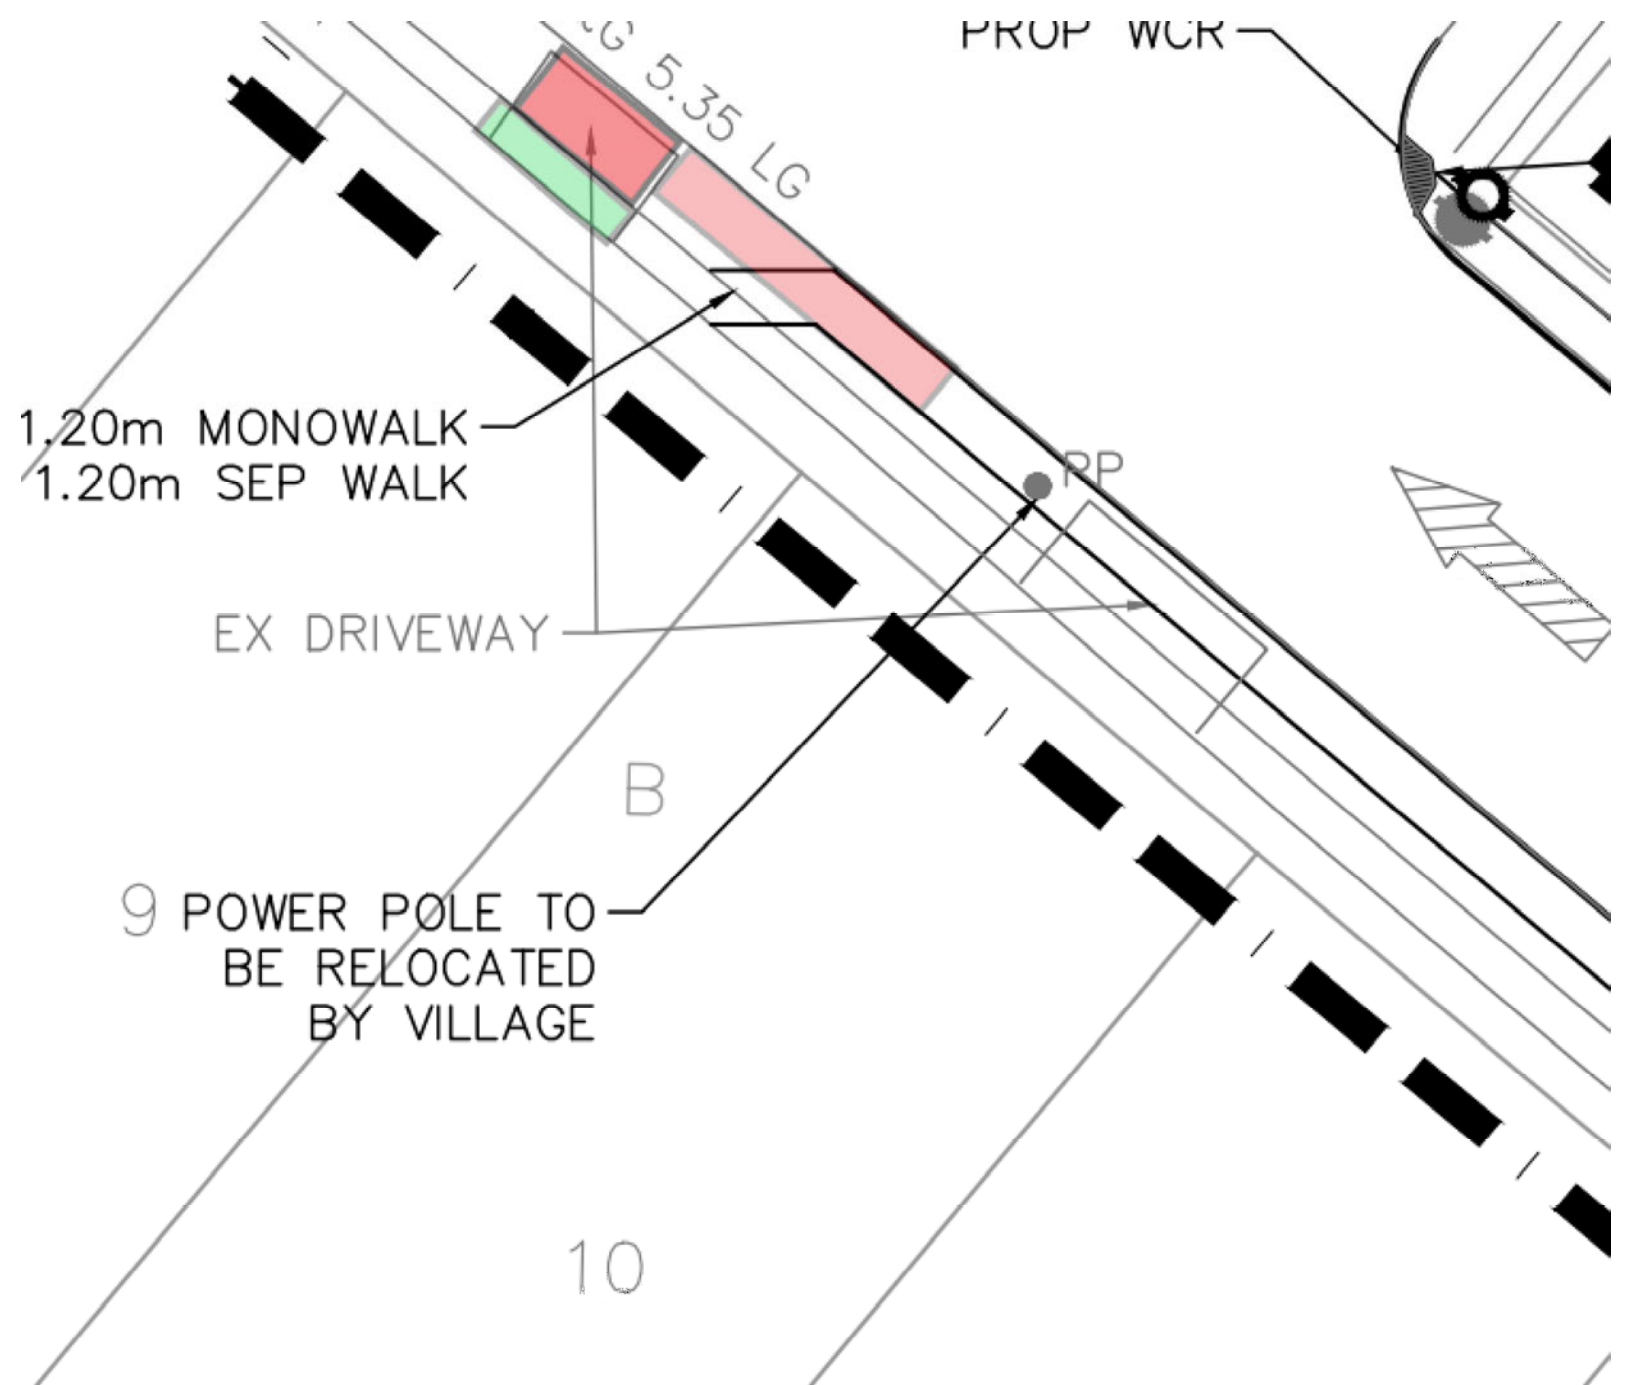 PROP WCR
5.35 LG
1.20m MONOWALK
1.20m SEP WALK
PP
EX DRIVEWAY
B
9
POWER POLE TO
BE RELOCATED
BY VILLAGE
10